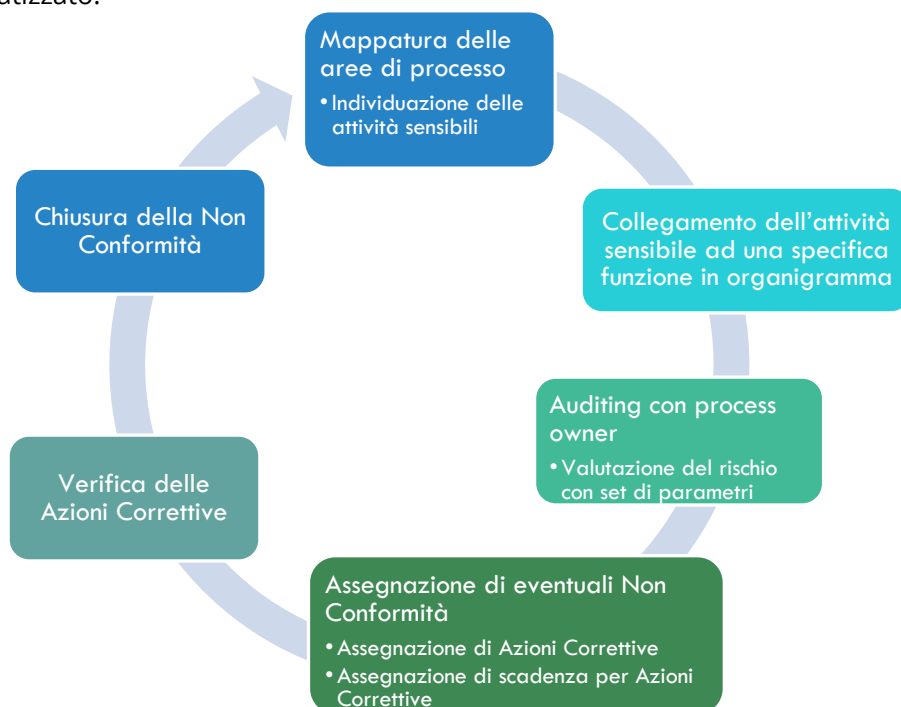 Mappatura delle
aree di processo
• Individuazione delle
attività sensibili
Collegamento dell'attività
sensibile ad una specifica
funzione in organigramma
Auditing con process
owner
• Valutazione del rischio
con set di parametri
Assegnazione di eventuali Non
Conformità
• Assegnazione di Azioni Correttive
• Assegnazione di scadenza per Azioni
Correttive
Verifica delle
Azioni Correttive
Chiusura della Non
Conformità